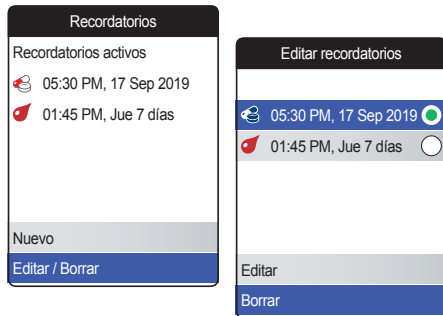 Recordatorios
Recordatorios activos
05:30 PM, 17 Sep 2019
01:45 PM, Jue 7 días
Nuevo
Editar / Borrar
Editar recordatorios
05:30 PM, 17 Sep 2019
01:45 PM, Jue 7 días
Editar
Borrar